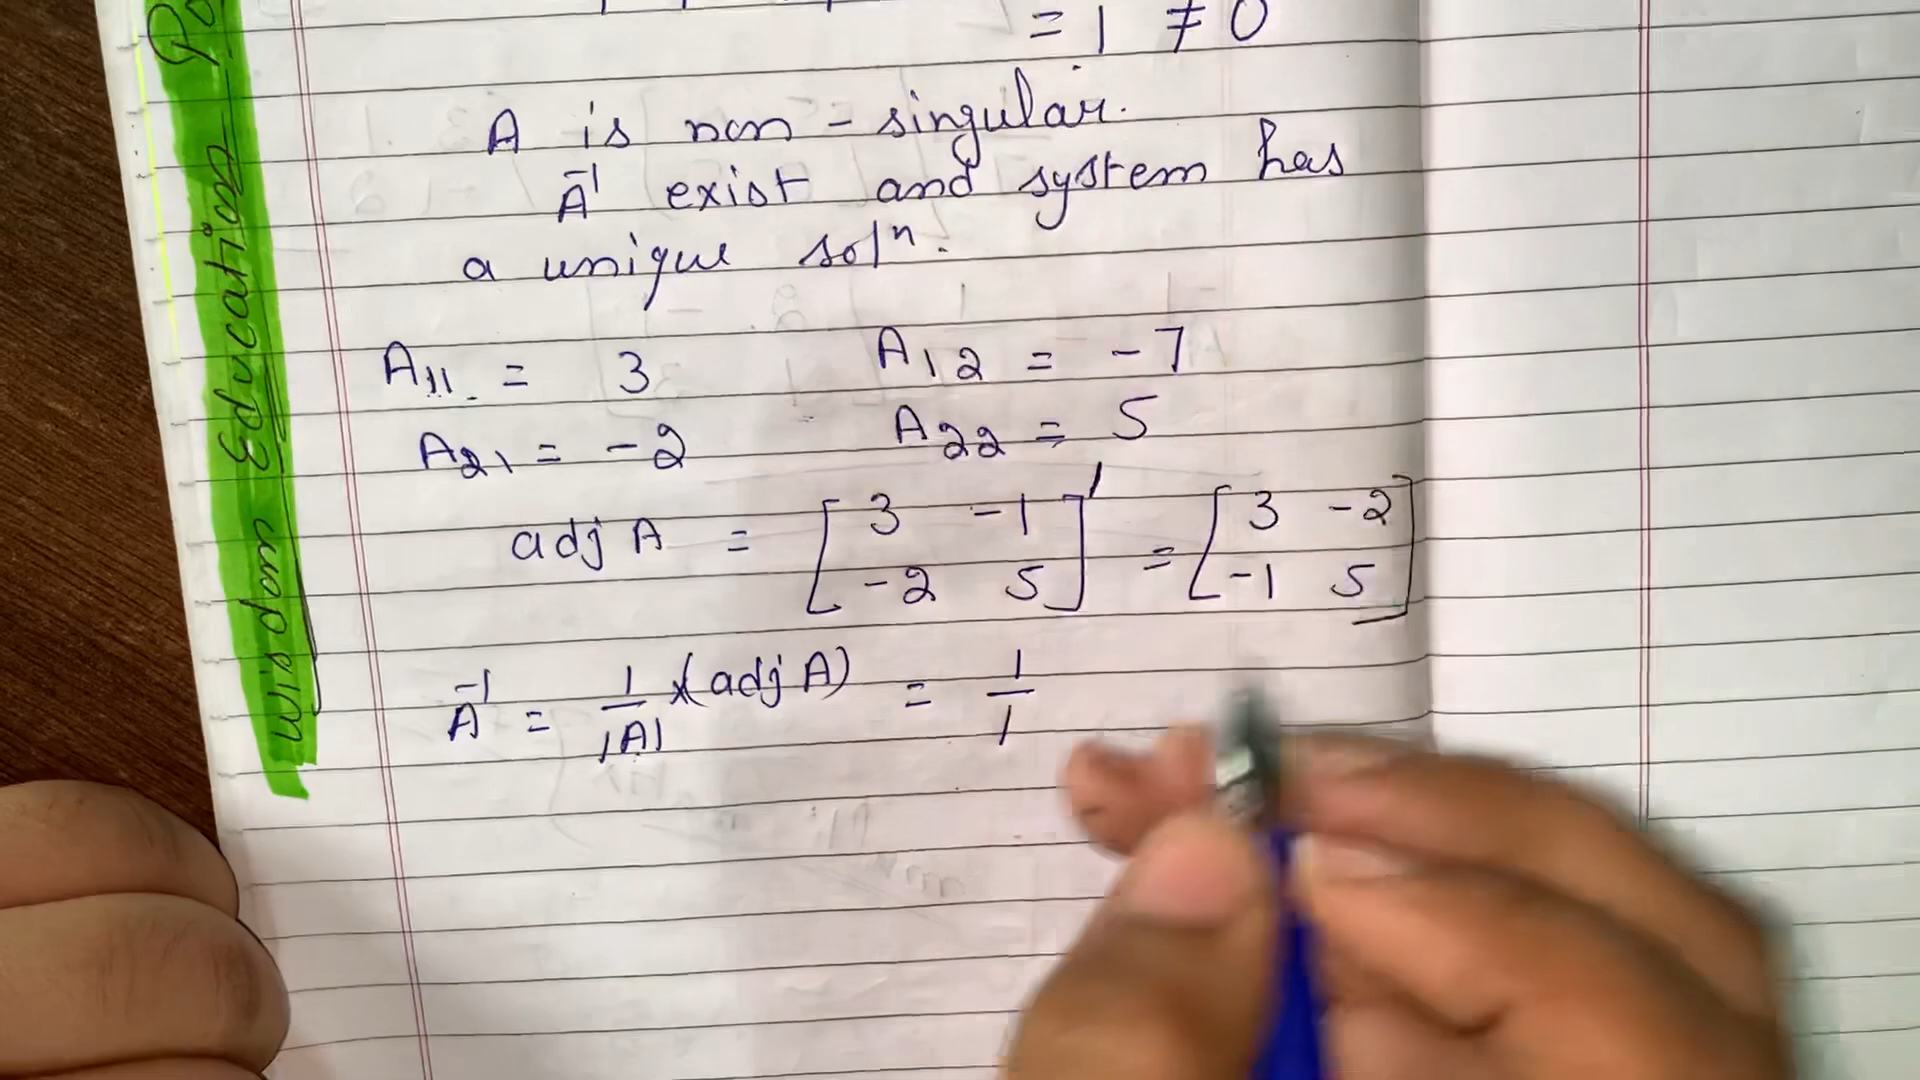 = 1 ≠ 0
A is non - singular.
A⁻¹ exist and system has
a unique solⁿ.
A₁₁ = 3 A₁₂ = -7
A₂₁ = -2 A₂₂ = 5
adj A = [3 -1; -2 5]′ = [3 -2; -1 5]
A⁻¹ = 1/|A| x (adj A) = 1/1
Education